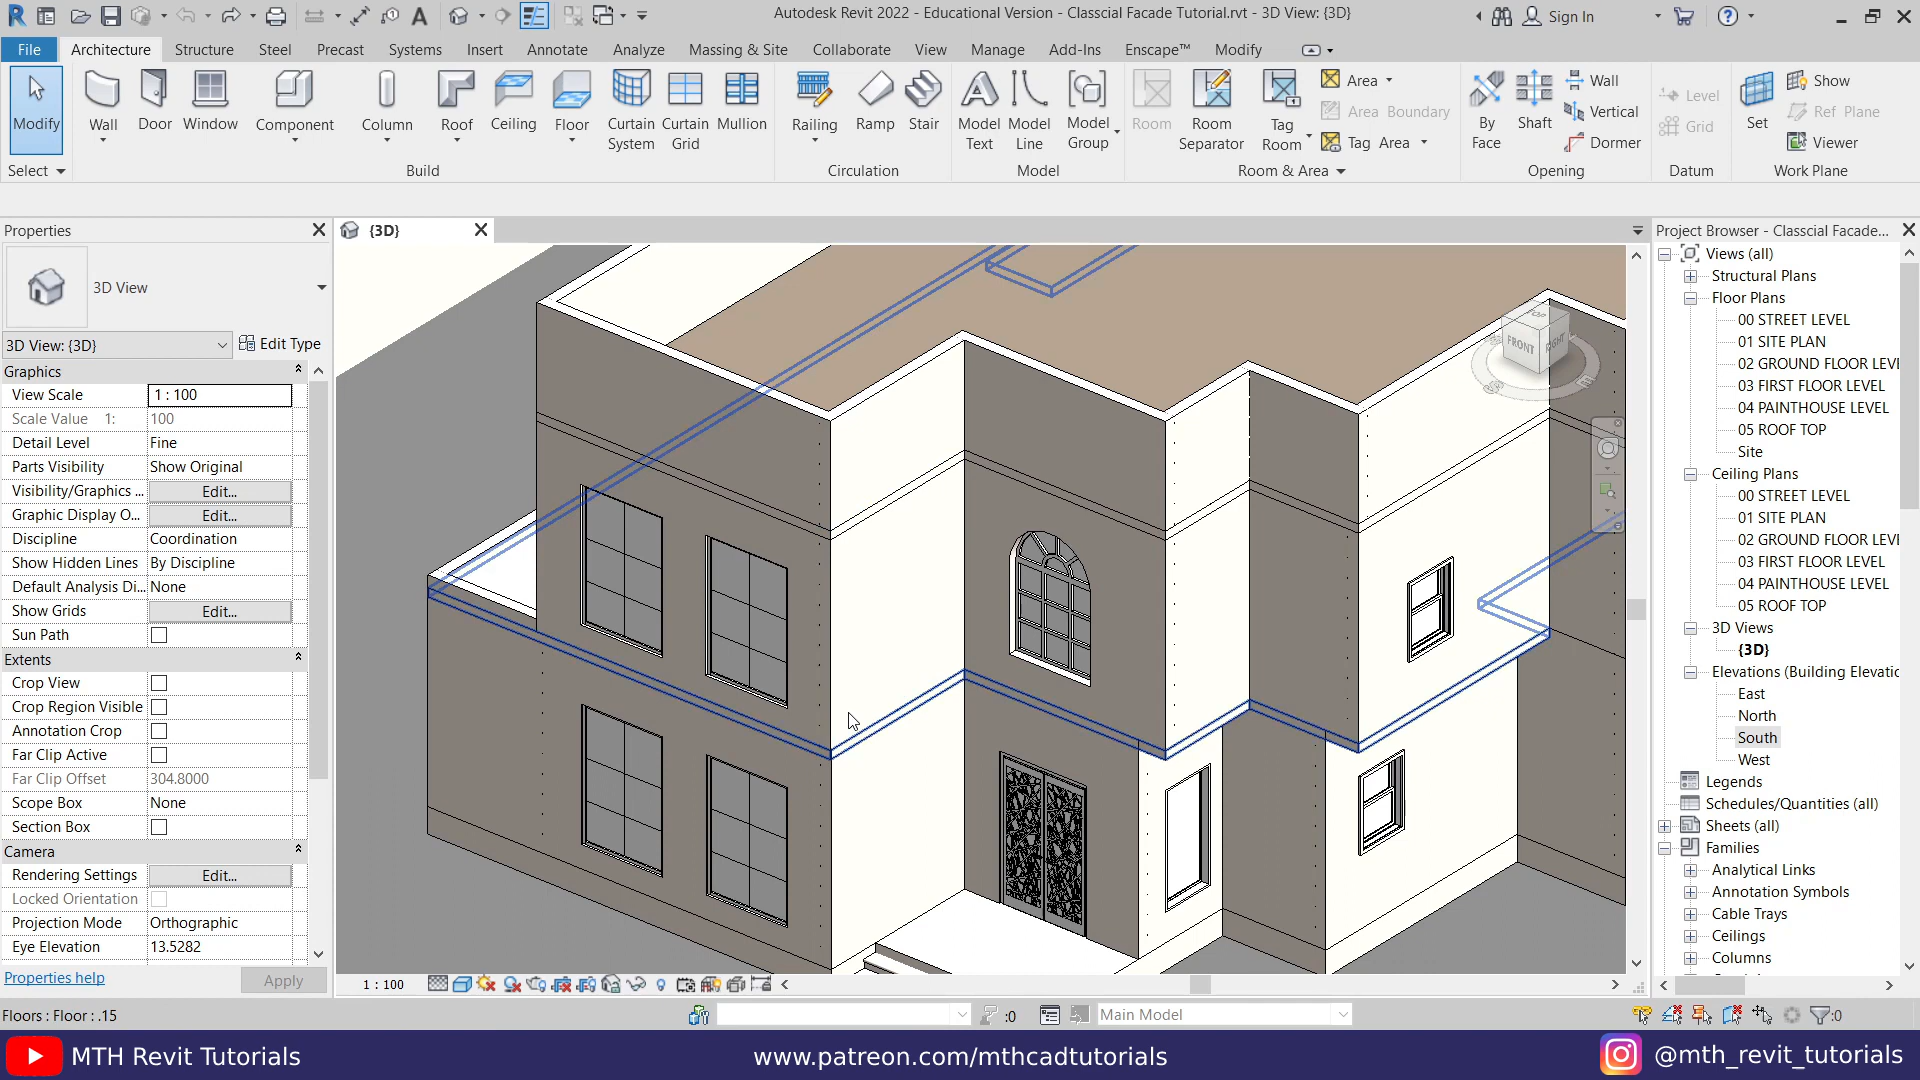 Autodesk Revit 2022 - Educational Version - Classcial Facade Tutorial.rvt - 3D View: {3D}
Sign In
File Architecture Structure Steel Precast Systems Insert Annotate Analyze Massing & Site Collaborate View Manage Add-Ins Enscape™ Modify
Modify
Wall
Door
Window
Component
Column
Roof
Ceiling
Floor
Curtain System
Curtain Grid
Mullion
Railing
Ramp
Stair
Model Text
Model Line
Model Group
Room
Room Separator
Tag Room
Area
Area Boundary
Tag Area
By Face
Shaft
Wall
Vertical
Dormer
Level
Grid
Set
Show
Ref Plane
Viewer
Select
Build
Circulation
Model
Room & Area
Opening
Datum
Work Plane
Properties
{3D}
Project Browser - Classcial Facade...
3D View
3D View: {3D}
Edit Type
Graphics
View Scale 1 : 100
Scale Value 1: 100
Detail Level Fine
Parts Visibility Show Original
Visibility/Graphics ... Edit...
Graphic Display O... Edit...
Discipline Coordination
Show Hidden Lines By Discipline
Default Analysis Di... None
Show Grids Edit...
Sun Path
Extents
Crop View
Crop Region Visible
Annotation Crop
Far Clip Active
Far Clip Offset 304.8000
Scope Box None
Section Box
Camera
Rendering Settings Edit...
Locked Orientation
Projection Mode Orthographic
Eye Elevation 13.5282
Properties help
Apply
TOP
FRONT
RIGHT
Views (all)
Structural Plans
Floor Plans
00 STREET LEVEL
01 SITE PLAN
02 GROUND FLOOR LEVE
03 FIRST FLOOR LEVEL
04 PAINTHOUSE LEVEL
05 ROOF TOP
Site
Ceiling Plans
00 STREET LEVEL
01 SITE PLAN
02 GROUND FLOOR LEVE
03 FIRST FLOOR LEVEL
04 PAINTHOUSE LEVEL
05 ROOF TOP
3D Views
{3D}
Elevations (Building Elevatic
East
North
South
West
Legends
Schedules/Quantities (all)
Sheets (all)
Families
Analytical Links
Annotation Symbols
Cable Trays
Ceilings
Columns
1 : 100
Floors : Floor : .15
:0
Main Model
:0
MTH Revit Tutorials
www.patreon.com/mthcadtutorials
@mth_revit_tutorials